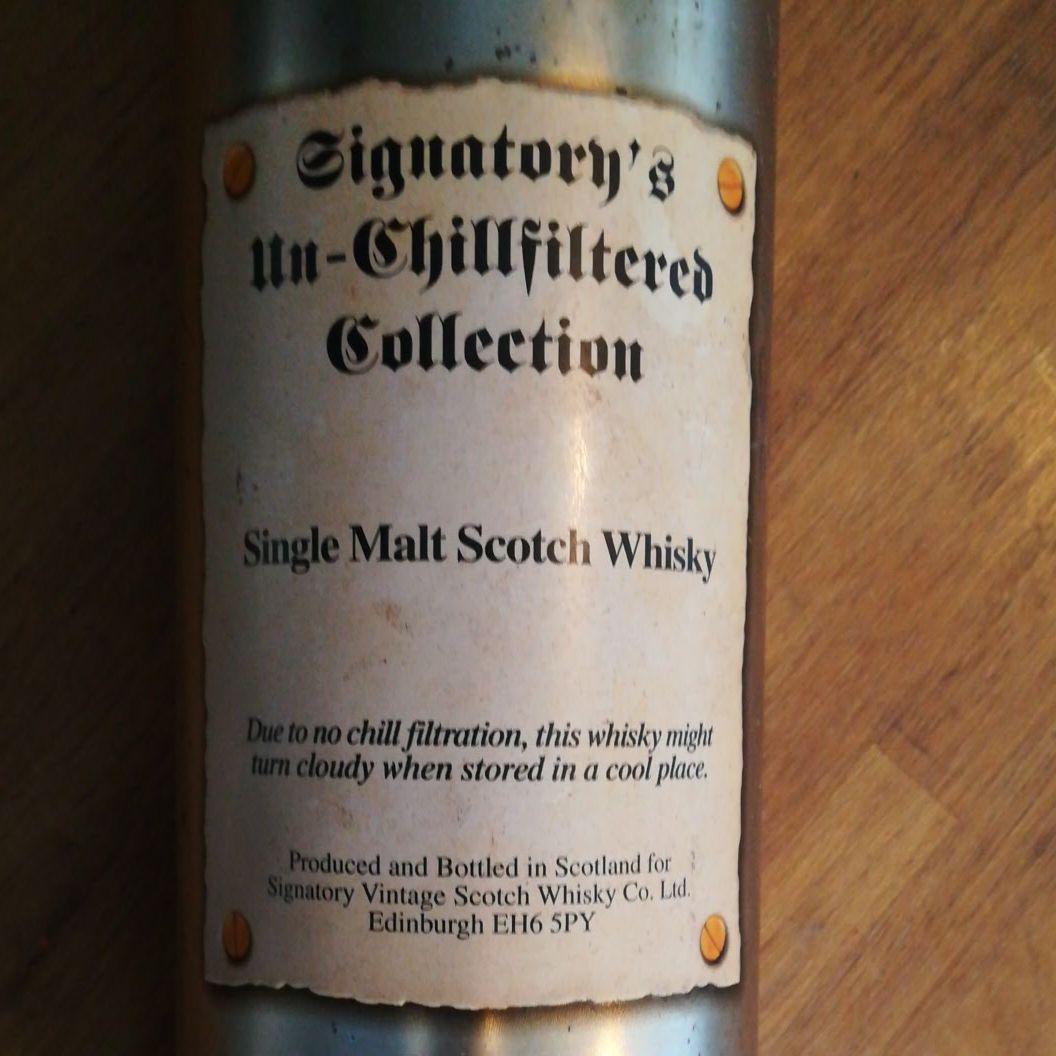 Signatory's
Un-Chillfiltered
Collection
Single Malt Scotch Whisky
Due to no chill filtration, this whisky might
turn cloudy when stored in a cool place.
Produced and Bottled in Scotland for
Signatory Vintage Scotch Whisky Co. Ltd.
Edinburgh EH6 5PY